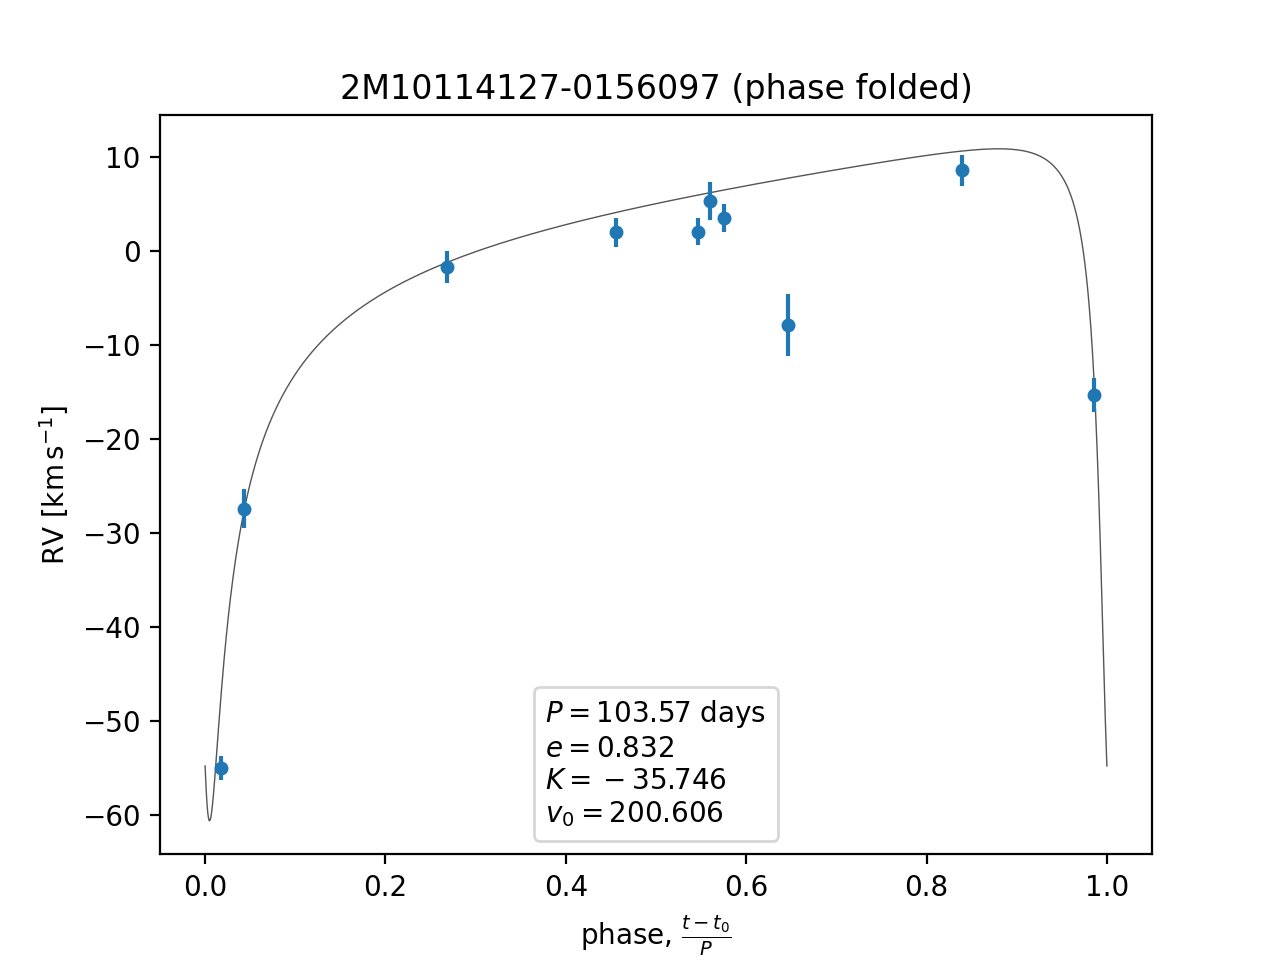 2M10114127-0156097 (phase folded)
10
0
−10
−20
−30
−40
−50
−60
RV [km s⁻¹]
P = 103.57 days
e = 0.832
K = − 35.746
v₀ = 200.606
0.0 0.2 0.4 0.6 0.8 1.0
phase, (t − t₀)/P